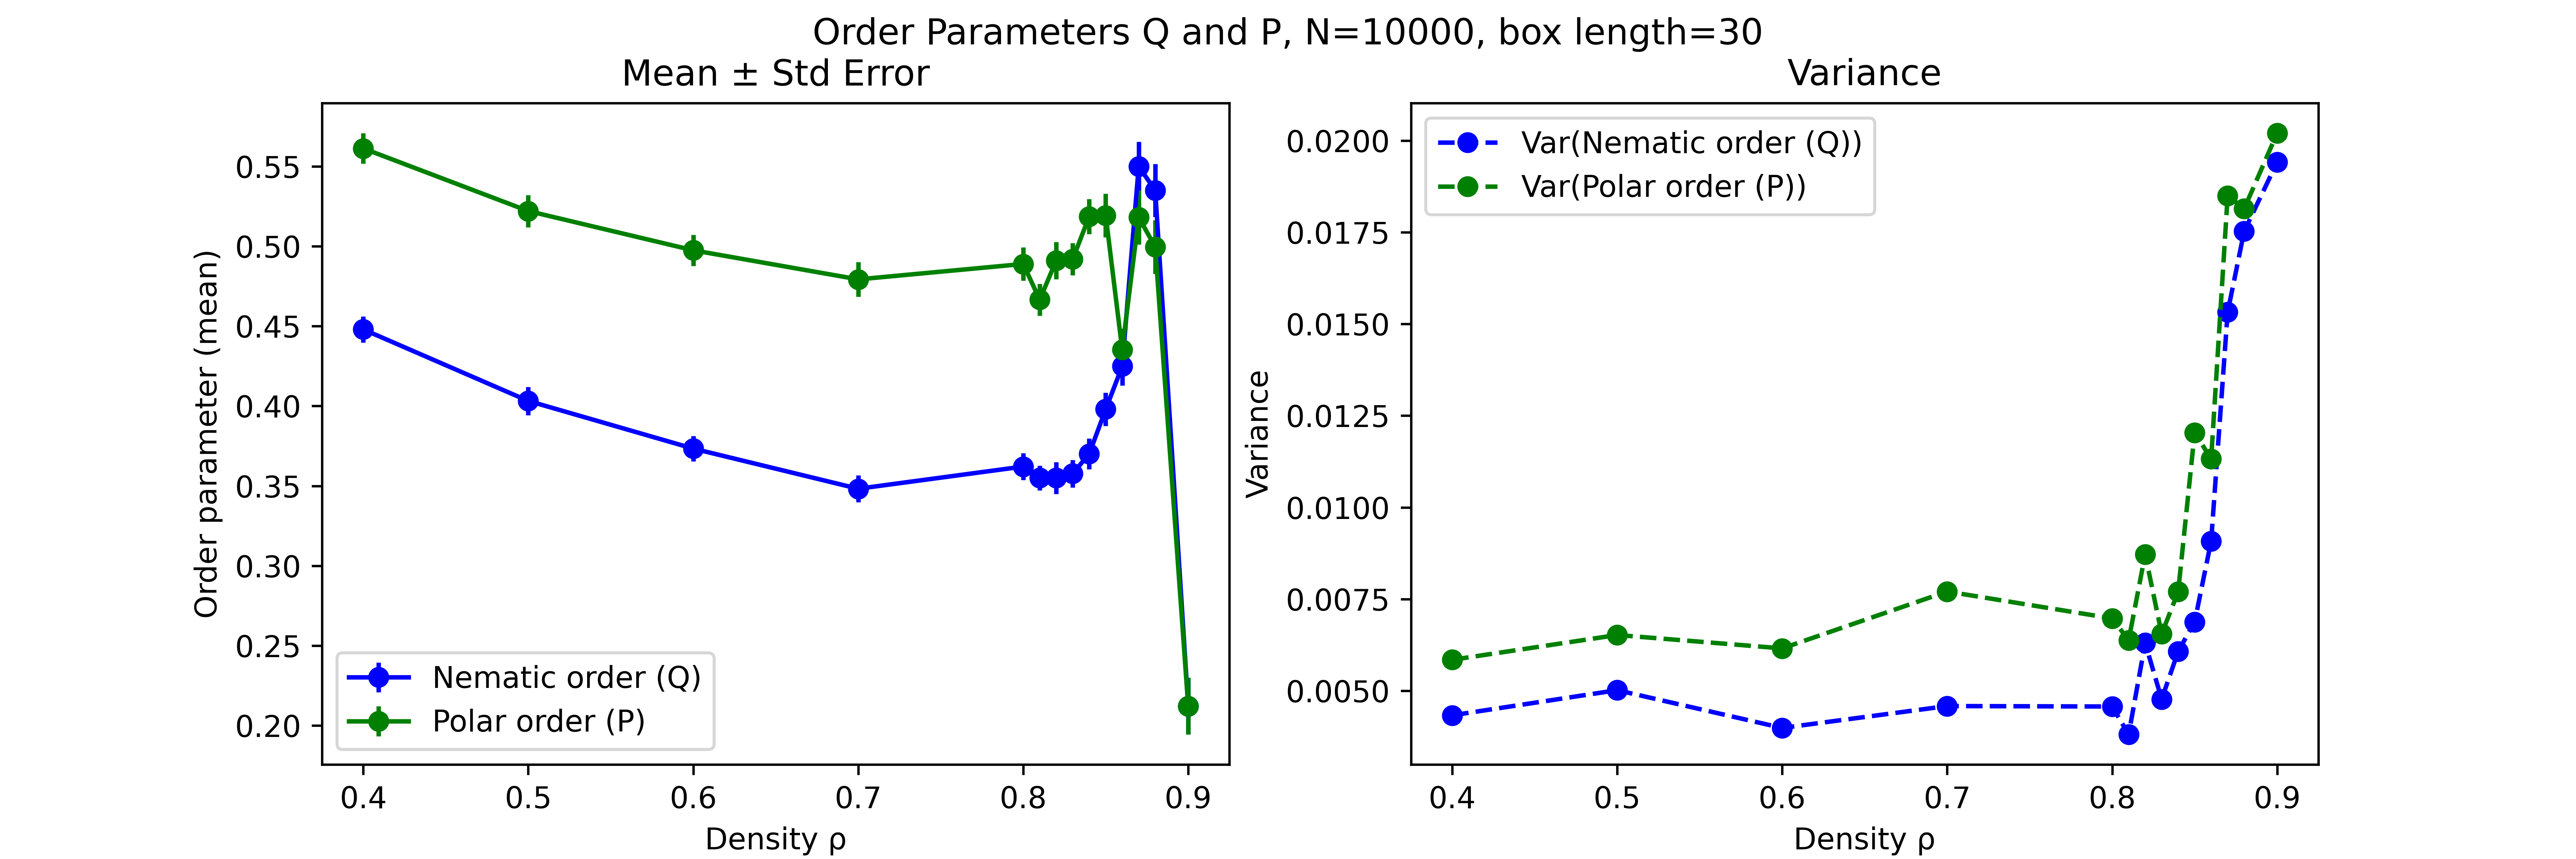 Order Parameters Q and P, N=10000, box length=30
Mean ± Std Error
Order parameter (mean)
0.55
0.50
0.45
0.40
0.35
0.30
0.25
0.20
Nematic order (Q)
Polar order (P)
0.4 0.5 0.6 0.7 0.8 0.9
Density ρ
Variance
Variance
0.0200
0.0175
0.0150
0.0125
0.0100
0.0075
0.0050
Var(Nematic order (Q))
Var(Polar order (P))
0.4 0.5 0.6 0.7 0.8 0.9
Density ρ